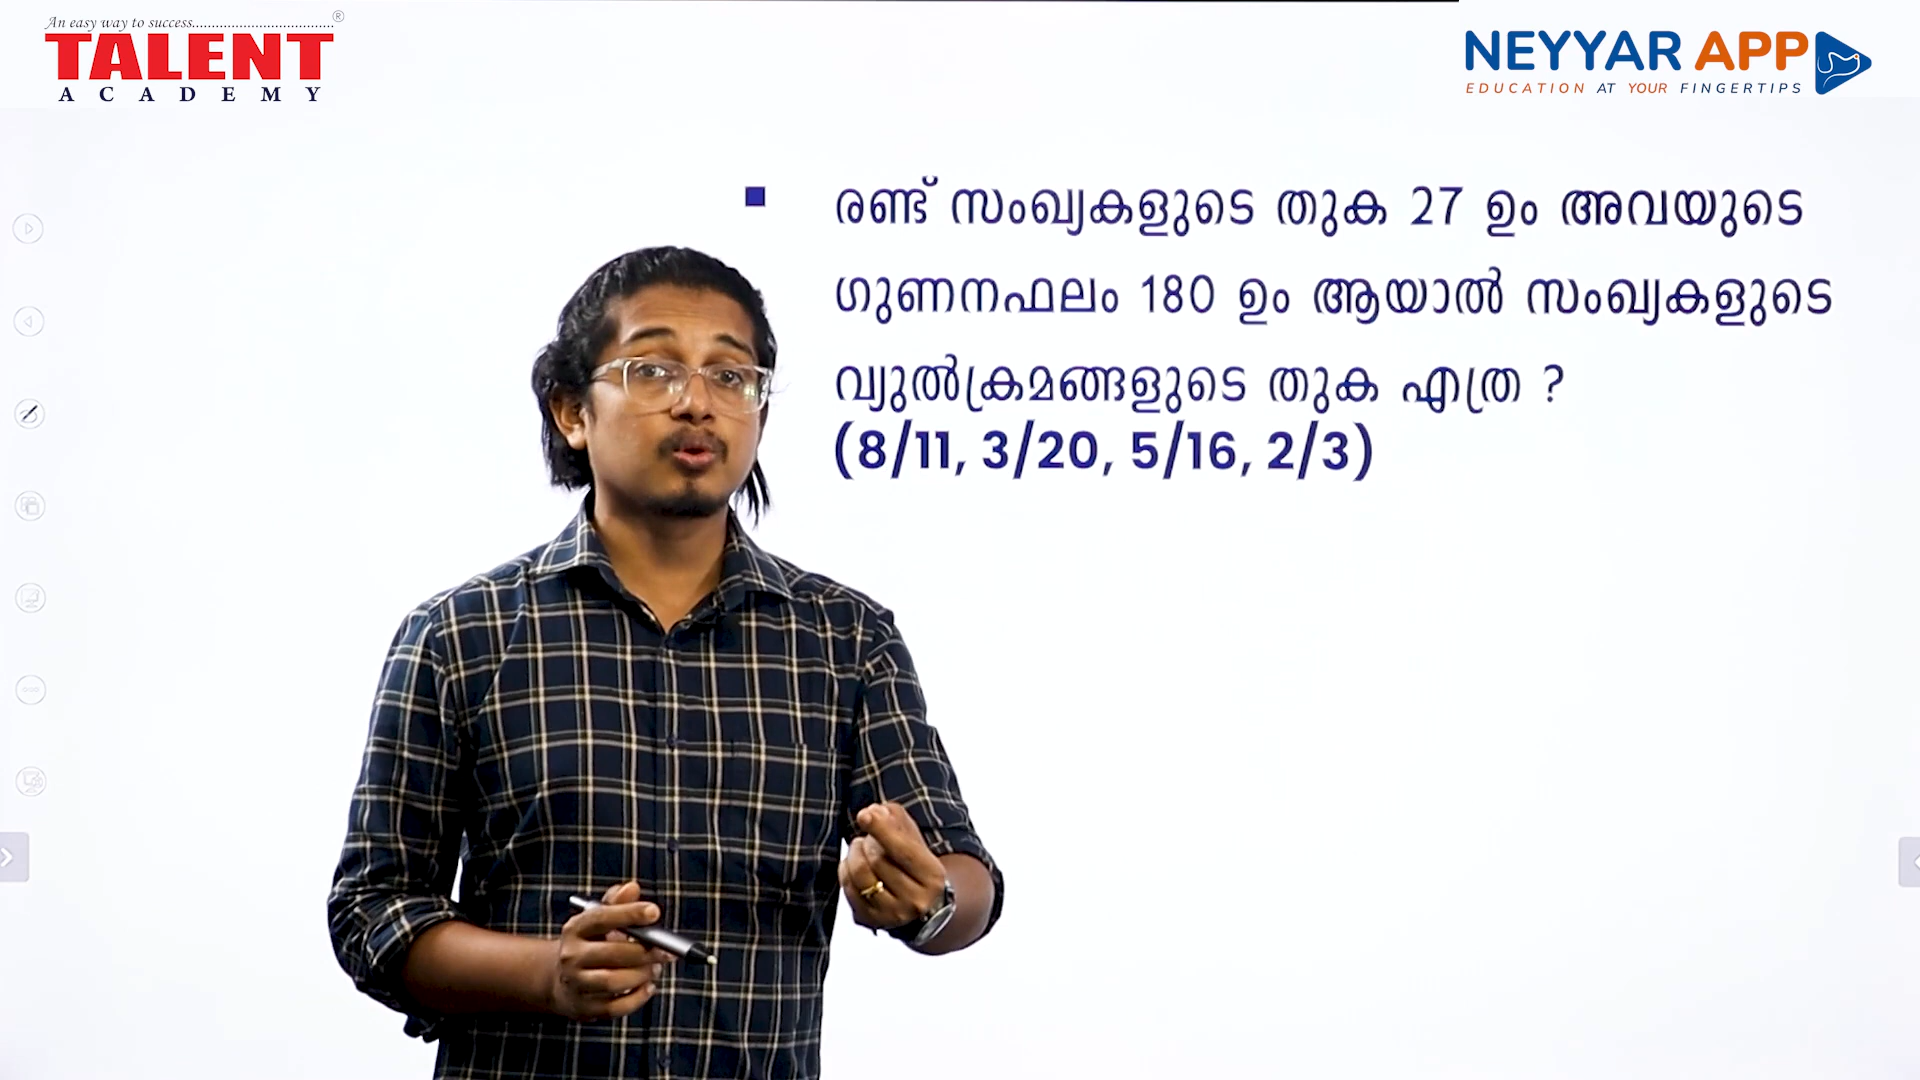 An easy way to success....................................®
TALENT
ACADEMY
NEYYAR APP
EDUCATION AT YOUR FINGERTIPS
▪ രണ്ട് സംഖ്യകളുടെ തുക 27 ഉം അവയുടെ
ഗുണനഫലം 180 ഉം ആയാൽ സംഖ്യകളുടെ
വ്യുൽക്രമങ്ങളുടെ തുക എത്ര ?
(8/11, 3/20, 5/16, 2/3)